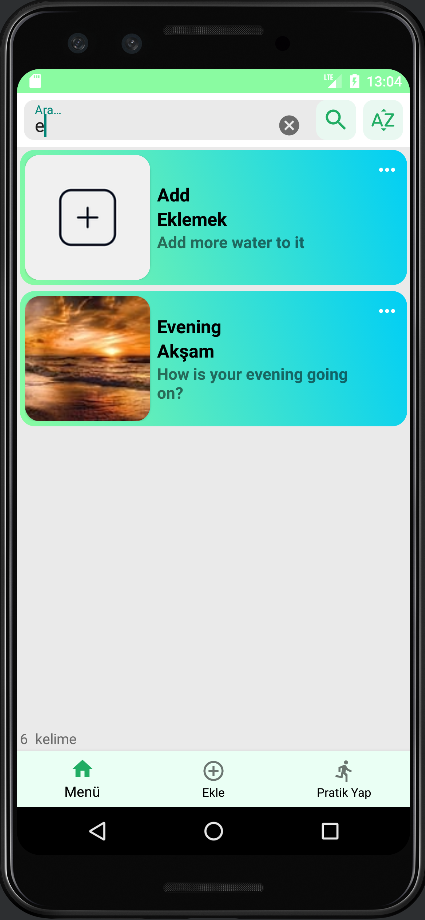 LTE 13:04
Ara…
e
AZ
Add
Eklemek
Add more water to it
Evening
Akşam
How is your evening going
on?
6 kelime
Menü
Ekle
Pratik Yap